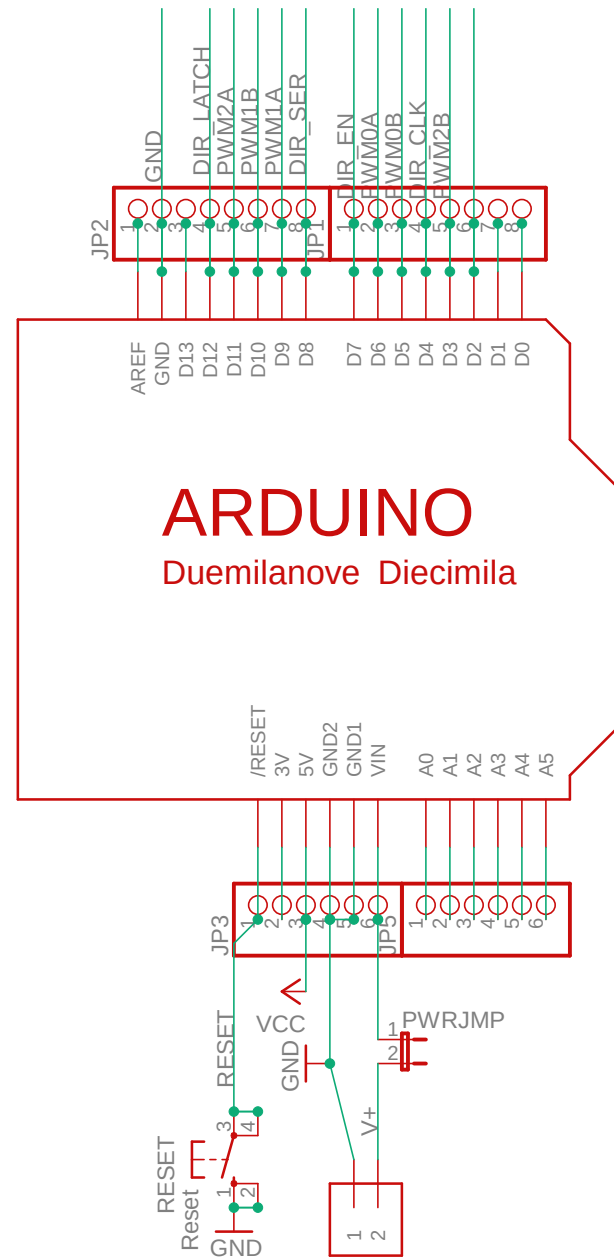 GND
DIR_LATCH
PWM2A
PWM1B
PWM1A
DIR_SER
DIR_EN
PWM0A
PWM0B
DIR_CLK
PWM2B
JP2
1
2
3
4
5
6
7
8
JP1
1
2
3
4
5
6
7
8
AREF
GND
D13
D12
D11
D10
D9
D8
D7
D6
D5
D4
D3
D2
D1
D0
ARDUINO
Duemilanove Diecimila
/RESET
3V
5V
GND2
GND1
VIN
A0
A1
A2
A3
A4
A5
JP3
1
2
3
4
5
6
JP5
1
2
3
4
5
6
VCC
GND
PWRJMP
1
2
RESET
V+
3
4
RESET
Reset
1
2
GND
1
2